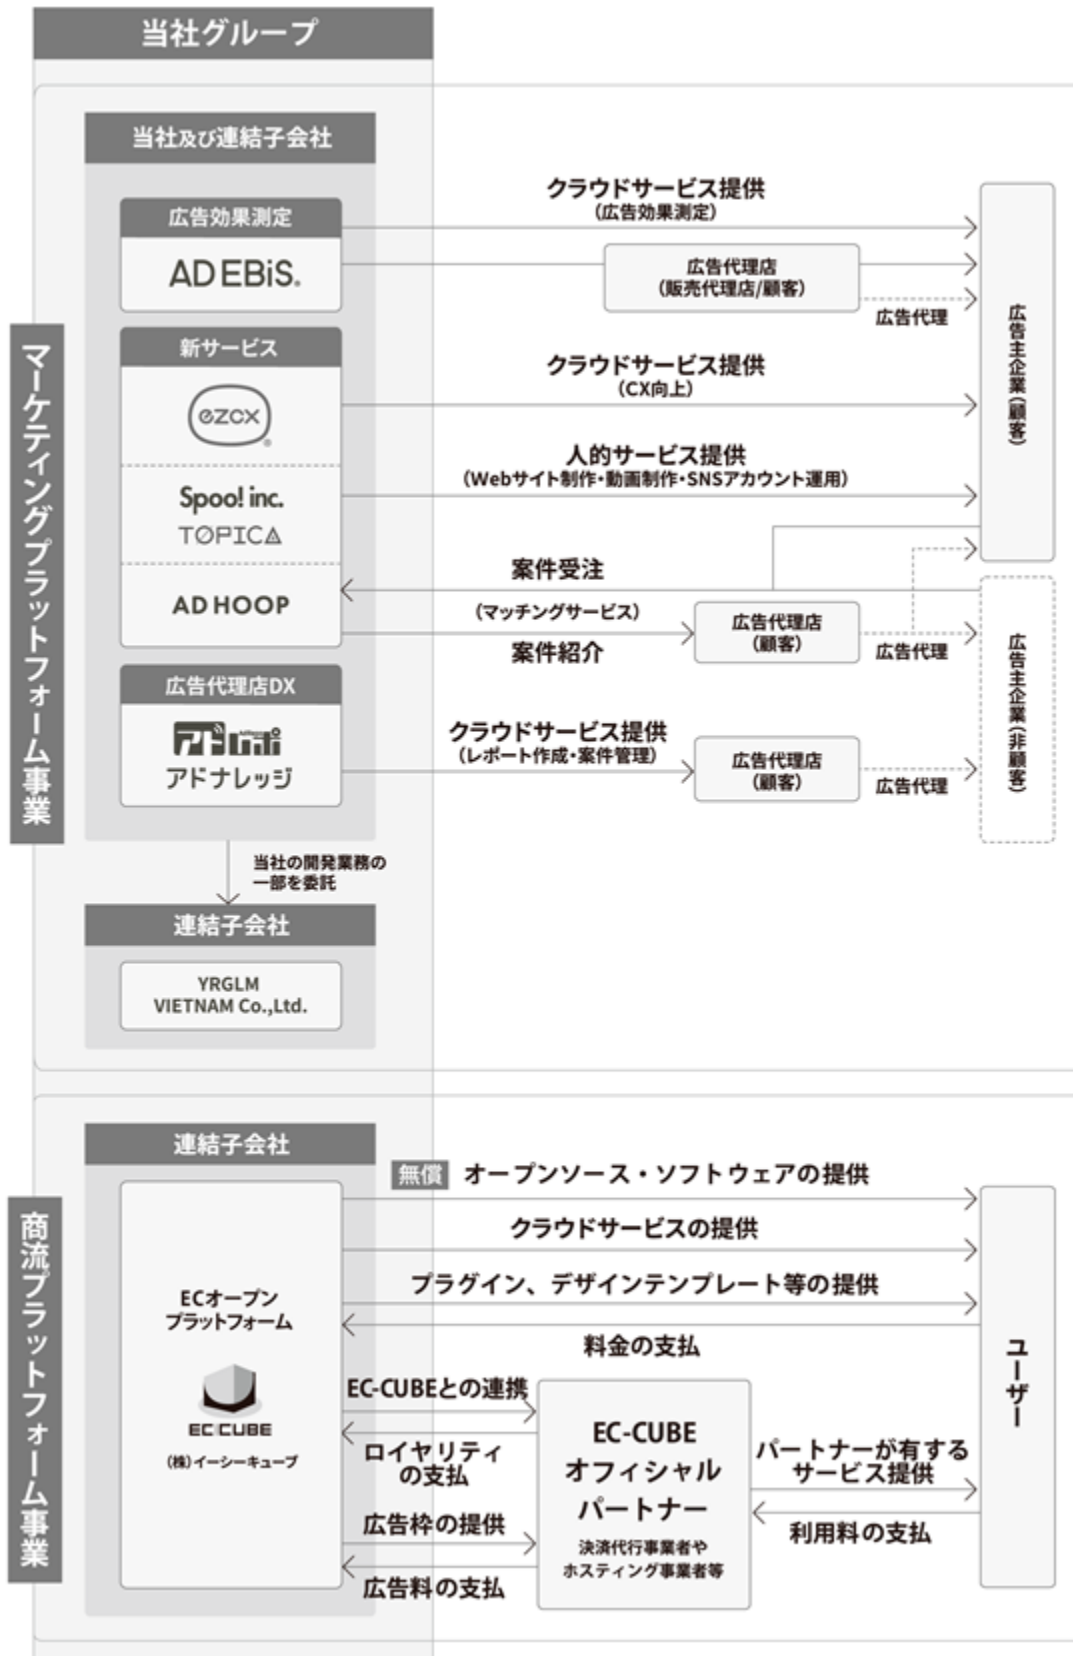 当社グループ
マーケティングプラットフォーム事業
当社及び連結子会社
広告効果測定
AD EBiS®
新サービス
ezcx®
Spoo! inc.
TOPICA
AD HOOP
広告代理店DX
アドレポ
アドナレッジ
クラウドサービス提供
(広告効果測定)
広告代理店
(販売代理店/顧客)
広告代理
クラウドサービス提供
(CX向上)
人的サービス提供
(Webサイト制作・動画制作・SNSアカウント運用)
案件受注
(マッチングサービス)
案件紹介
広告代理店
(顧客)
広告代理
クラウドサービス提供
(レポート作成・案件管理)
広告代理店
(顧客)
広告代理
広告主企業(顧客)
広告主企業(非顧客)
当社の開発業務の
一部を委託
連結子会社
YRGLM
VIETNAM Co.,Ltd.
商流プラットフォーム事業
連結子会社
ECオープン
プラットフォーム
EC CUBE
(株)イーシーキューブ
無償 オープンソース・ソフトウェアの提供
クラウドサービスの提供
プラグイン、デザインテンプレート等の提供
料金の支払
EC-CUBEとの連携
ロイヤリティ
の支払
広告枠の提供
広告料の支払
EC-CUBE
オフィシャル
パートナー
決済代行事業者や
ホスティング事業者等
パートナーが有する
サービス提供
利用料の支払
ユーザー